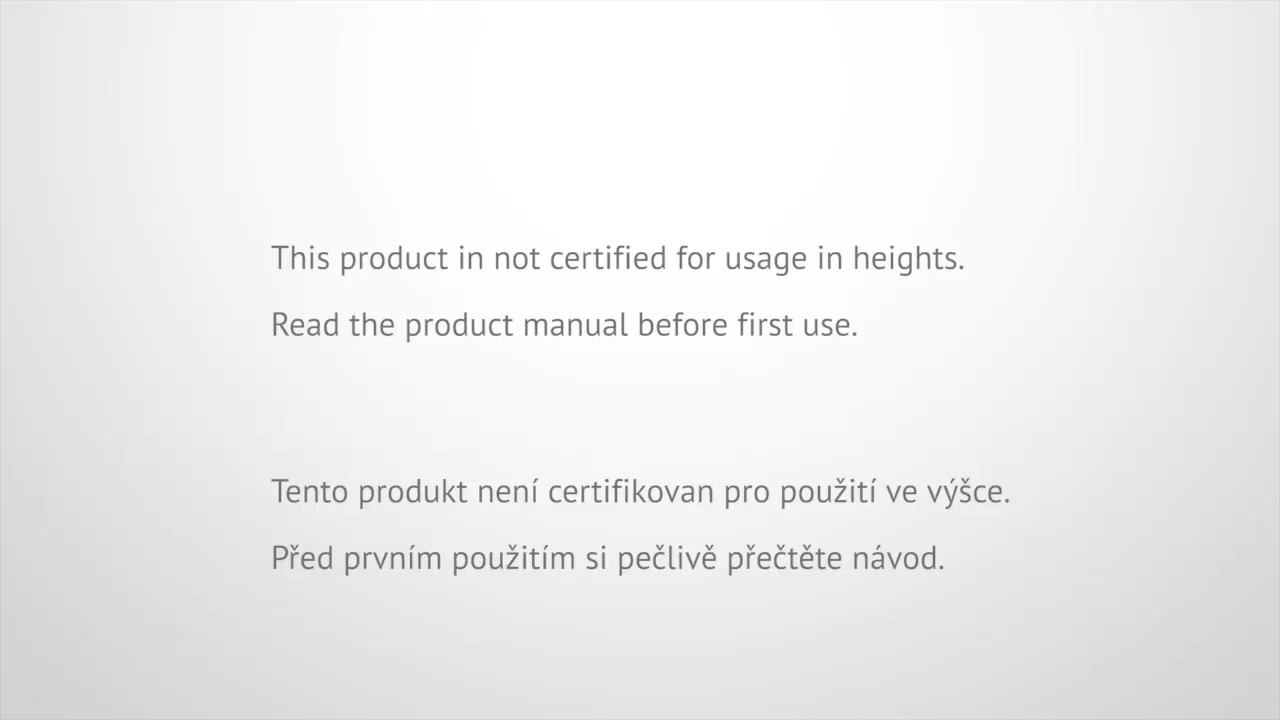 This product in not certified for usage in heights.
Read the product manual before first use.
Tento produkt není certifikovan pro použití ve výšce.
Před prvním použitím si pečlivě přečtěte návod.